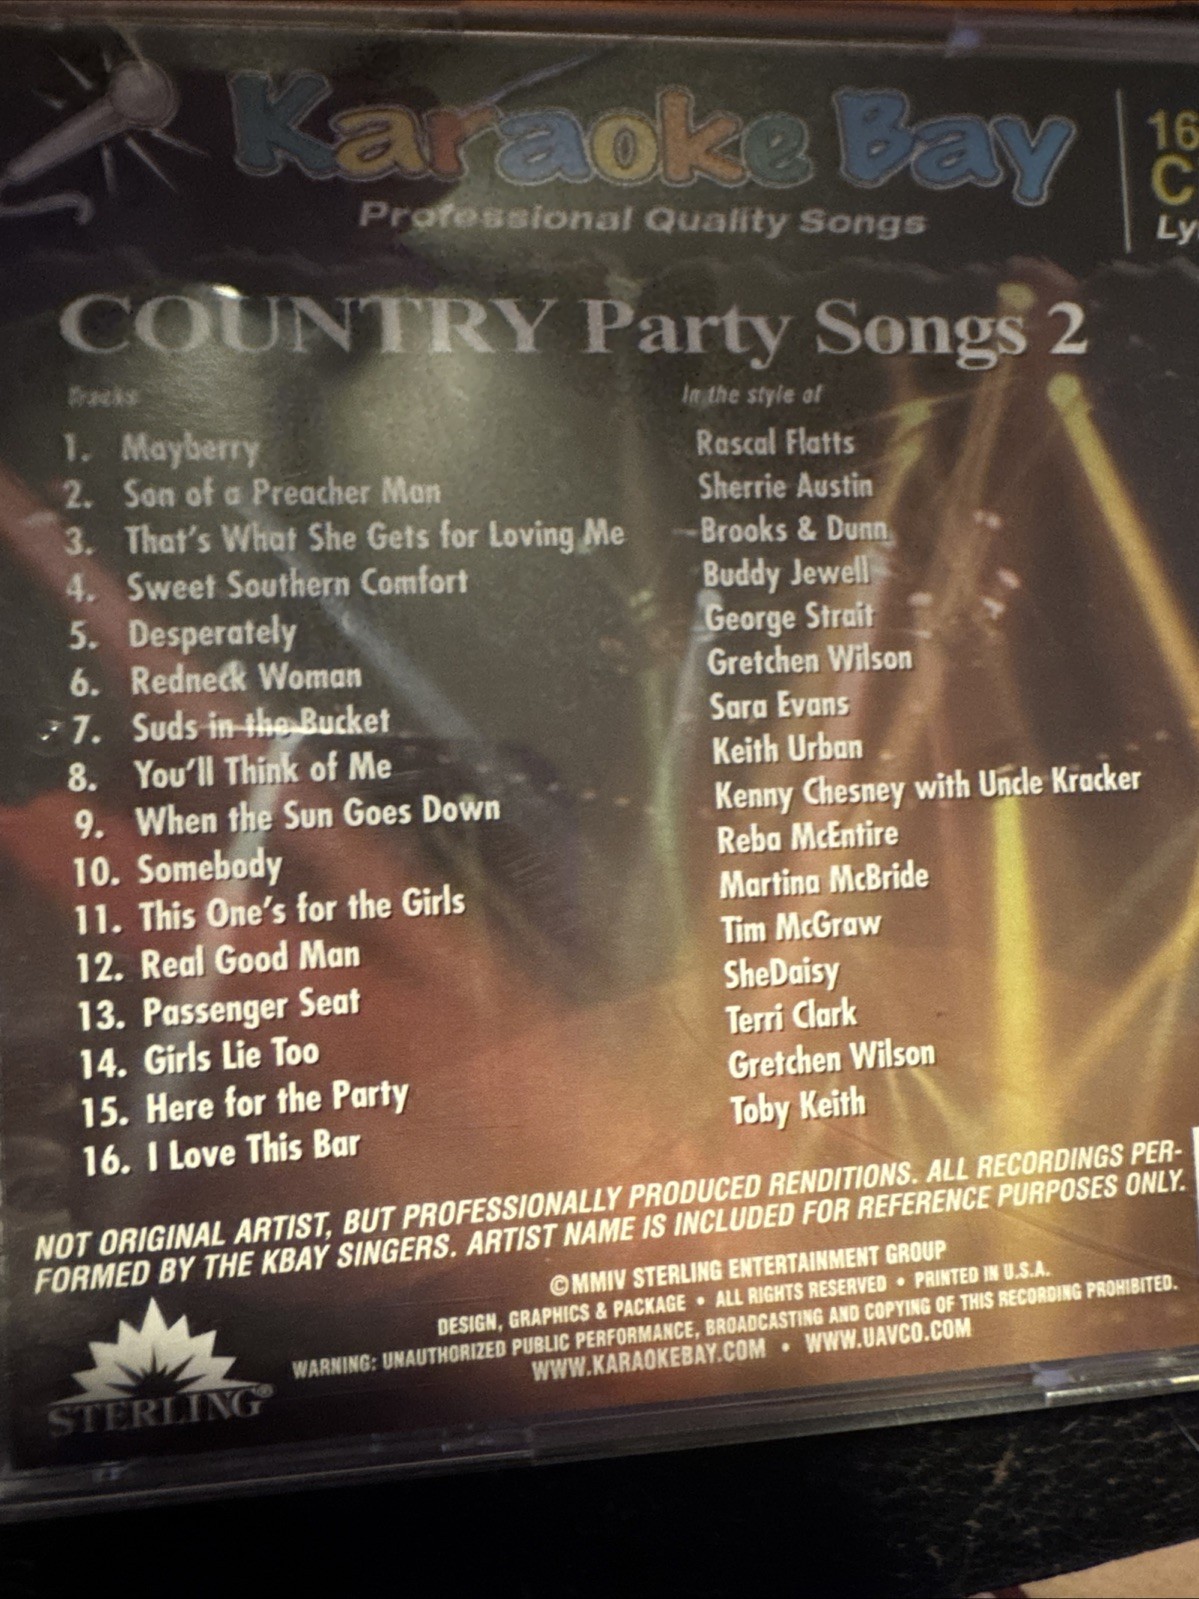 Karaoke Bay
Professional Quality Songs
16
COUNTRY Party Songs 2
Tracks In the style of
1. Mayberry Rascal Flatts
2. Son of a Preacher Man Sherrie Austin
3. That's What She Gets for Loving Me Brooks & Dunn
4. Sweet Southern Comfort Buddy Jewell
5. Desperately George Strait
6. Redneck Woman Gretchen Wilson
7. Suds in the Bucket Sara Evans
8. You'll Think of Me Keith Urban
9. When the Sun Goes Down Kenny Chesney with Uncle Kracker
10. Somebody Reba McEntire
11. This One's for the Girls Martina McBride
12. Real Good Man Tim McGraw
13. Passenger Seat SheDaisy
14. Girls Lie Too Terri Clark
15. Here for the Party Gretchen Wilson
16. I Love This Bar Toby Keith
NOT ORIGINAL ARTIST, BUT PROFESSIONALLY PRODUCED RENDITIONS. ALL RECORDINGS PER-
FORMED BY THE KBAY SINGERS. ARTIST NAME IS INCLUDED FOR REFERENCE PURPOSES ONLY.
©MMIV STERLING ENTERTAINMENT GROUP
DESIGN, GRAPHICS & PACKAGE • ALL RIGHTS RESERVED • PRINTED IN U.S.A.
WARNING: UNAUTHORIZED PUBLIC PERFORMANCE, BROADCASTING AND COPYING OF THIS RECORDING PROHIBITED.
WWW.KARAOKEBAY.COM • WWW.UAVCO.COM
STERLING®